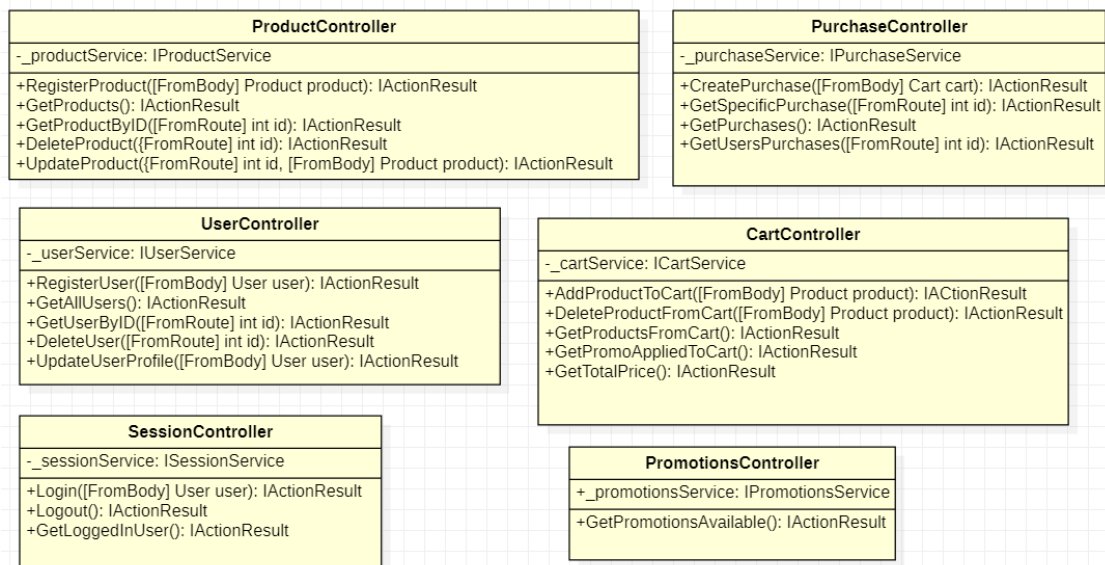 ProductController
-_productService: IProductService
+RegisterProduct([FromBody] Product product): IActionResult
+GetProducts(): IActionResult
+GetProductByID([FromRoute] int id): IActionResult
+DeleteProduct({FromRoute] int id): IActionResult
+UpdateProduct({FromRoute] int id, [FromBody] Product product): IActionResult
PurchaseController
-_purchaseService: IPurchaseService
+CreatePurchase([FromBody] Cart cart): IActionResult
+GetSpecificPurchase([FromRoute] int id): IActionResult
+GetPurchases(): IActionResult
+GetUsersPurchases([FromRoute] int id): IActionResult
UserController
-_userService: IUserService
+RegisterUser([FromBody] User user): IActionResult
+GetAllUsers(): IActionResult
+GetUserByID([FromRoute] int id): IActionResult
+DeleteUser([FromRoute] int id): IActionResult
+UpdateUserProfile([FromBody] User user): IActionResult
CartController
-_cartService: ICartService
+AddProductToCart([FromBody] Product product): IACtionResult
+DeleteProductFromCart([FromBody] Product product): IActionResult
+GetProductsFromCart(): IActionResult
+GetPromoAppliedToCart(): IActionResult
+GetTotalPrice(): IActionResult
SessionController
-_sessionService: ISessionService
+Login([FromBody] User user): IActionResult
+Logout(): IActionResult
+GetLoggedInUser(): IActionResult
PromotionsController
+_promotionsService: IPromotionsService
+GetPromotionsAvailable(): IActionResult